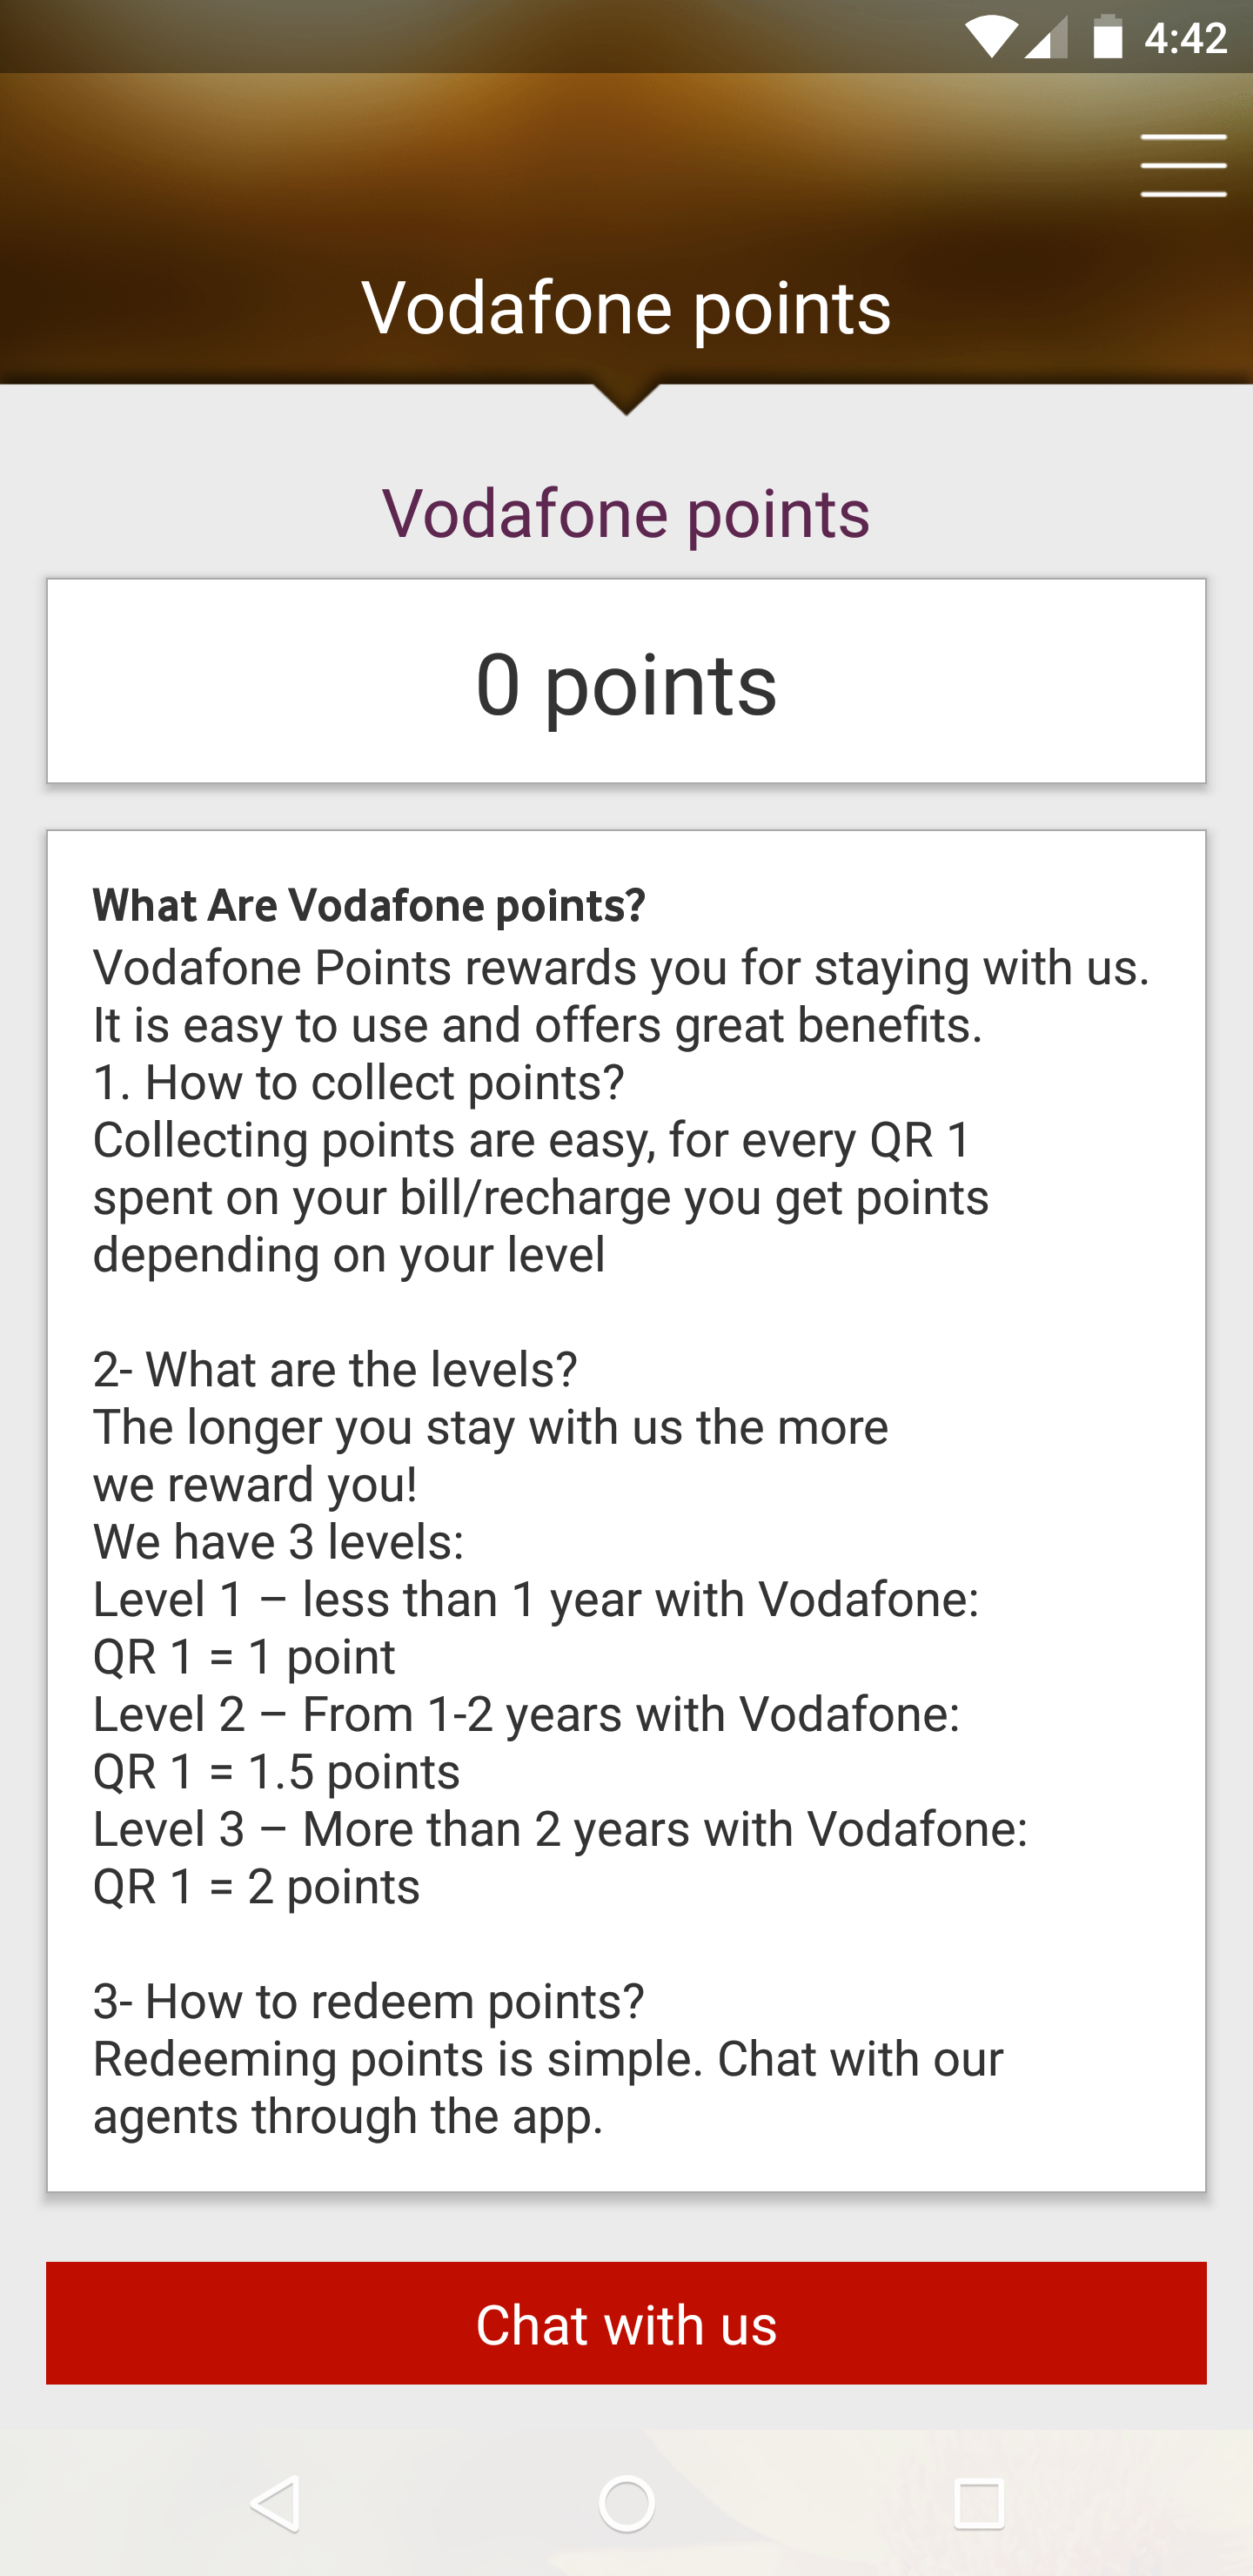 4:42
Vodafone points
Vodafone points
0 points
What Are Vodafone points?
Vodafone Points rewards you for staying with us.
It is easy to use and offers great benefits.
1. How to collect points?
Collecting points are easy, for every QR 1
spent on your bill/recharge you get points
depending on your level
2- What are the levels?
The longer you stay with us the more
we reward you!
We have 3 levels:
Level 1 – less than 1 year with Vodafone:
QR 1 = 1 point
Level 2 – From 1-2 years with Vodafone:
QR 1 = 1.5 points
Level 3 – More than 2 years with Vodafone:
QR 1 = 2 points
3- How to redeem points?
Redeeming points is simple. Chat with our
agents through the app.
Chat with us